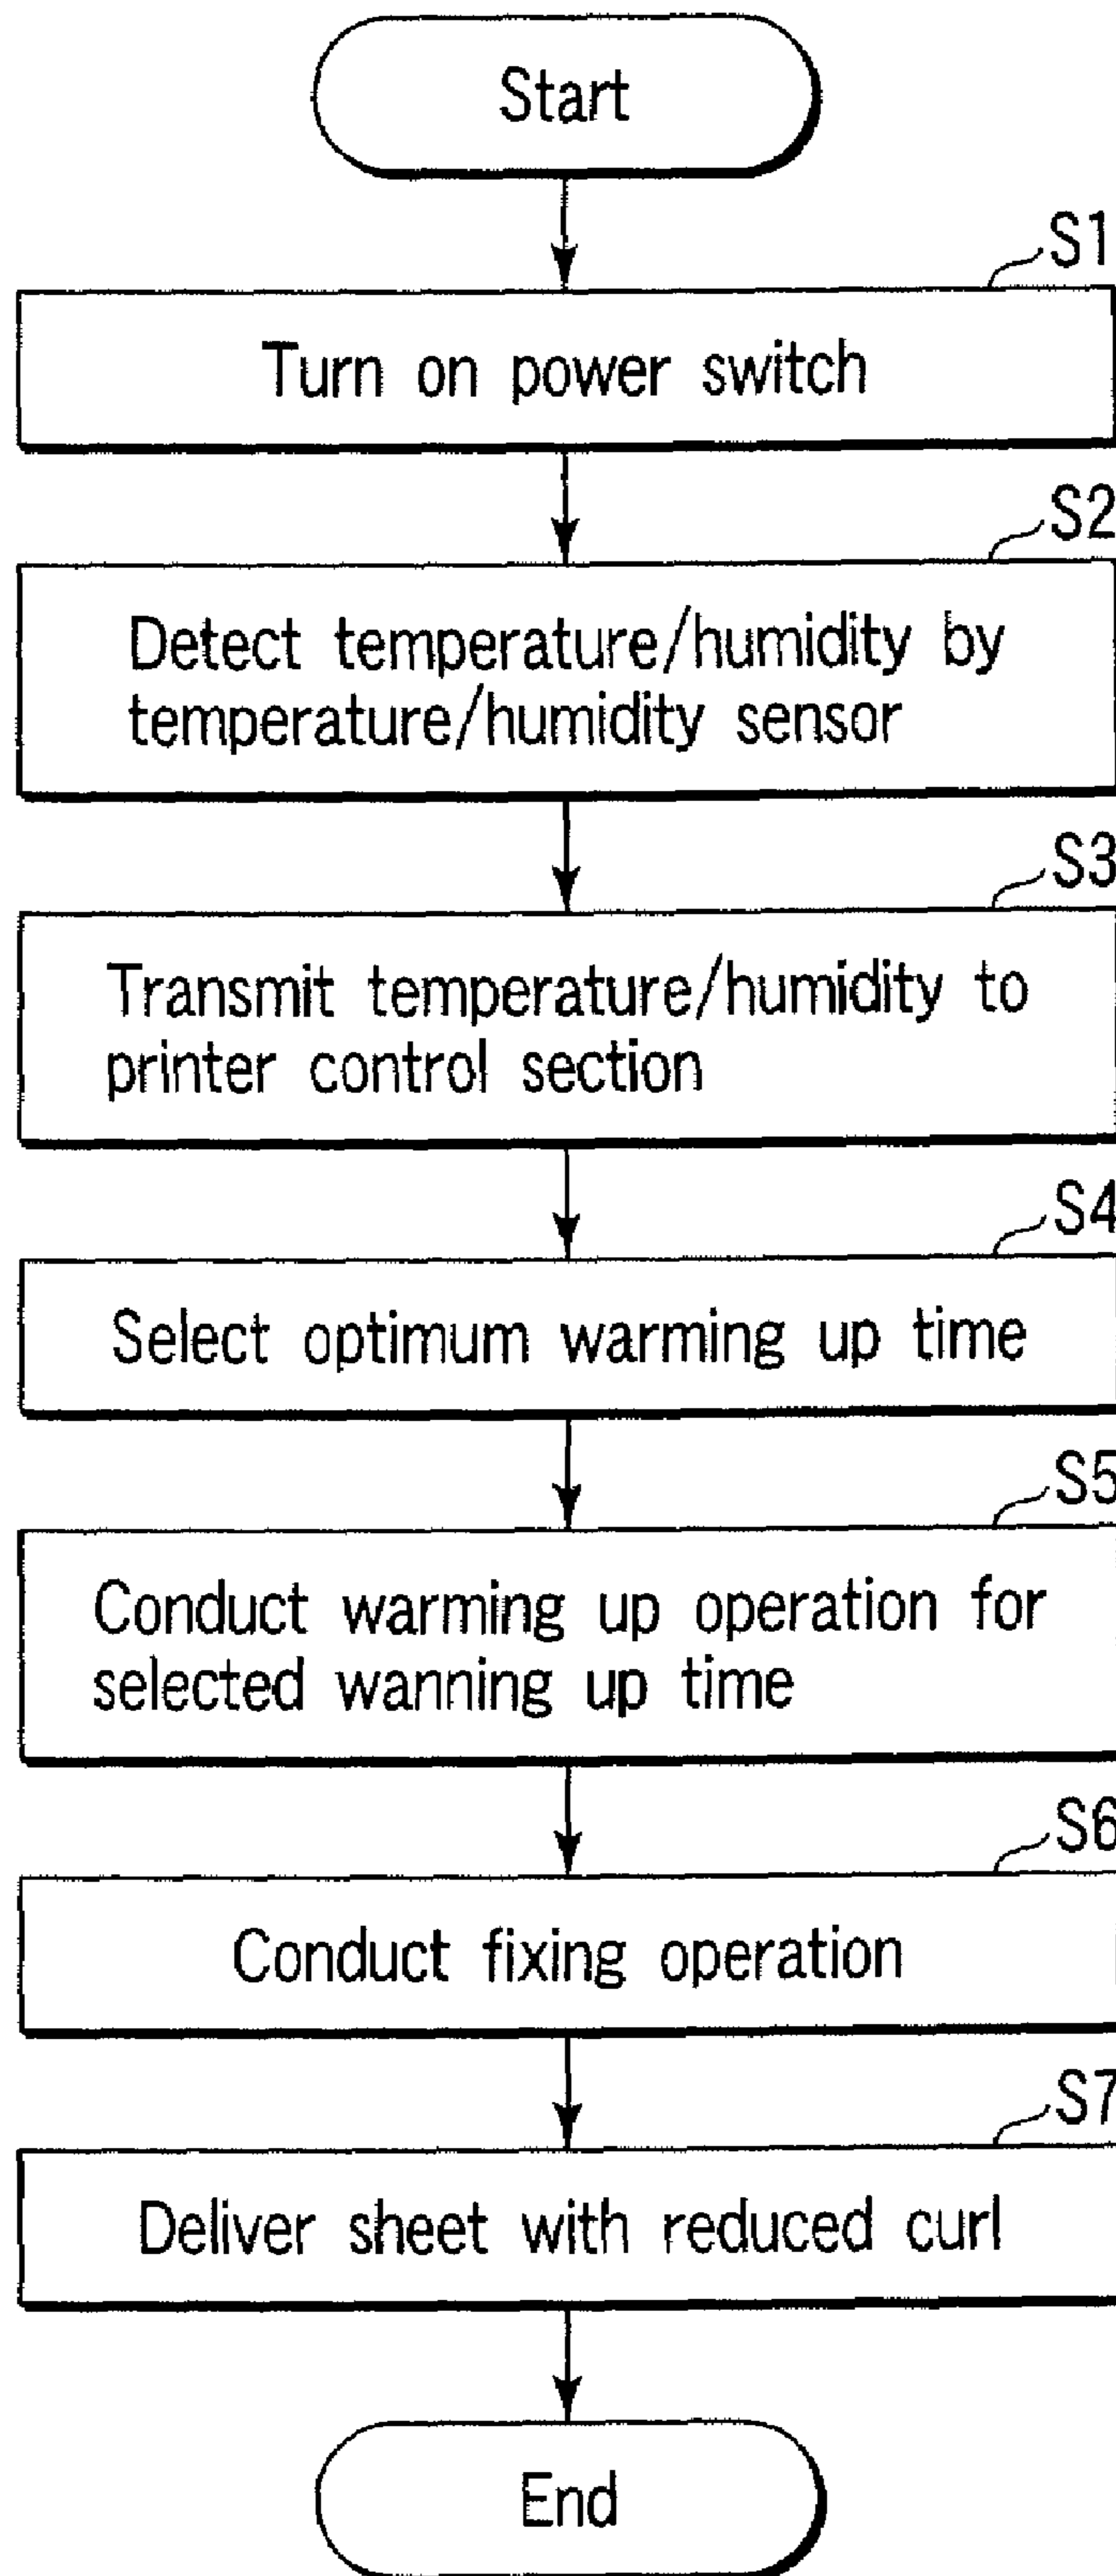 Start
S1
Turn on power switch
S2
Detect temperature/humidity by
temperature/humidity sensor
S3
Transmit temperature/humidity to
printer control section
S4
Select optimum warming up time
S5
Conduct warming up operation for
selected wanning up time
S6
Conduct fixing operation
S7
Deliver sheet with reduced curl
End